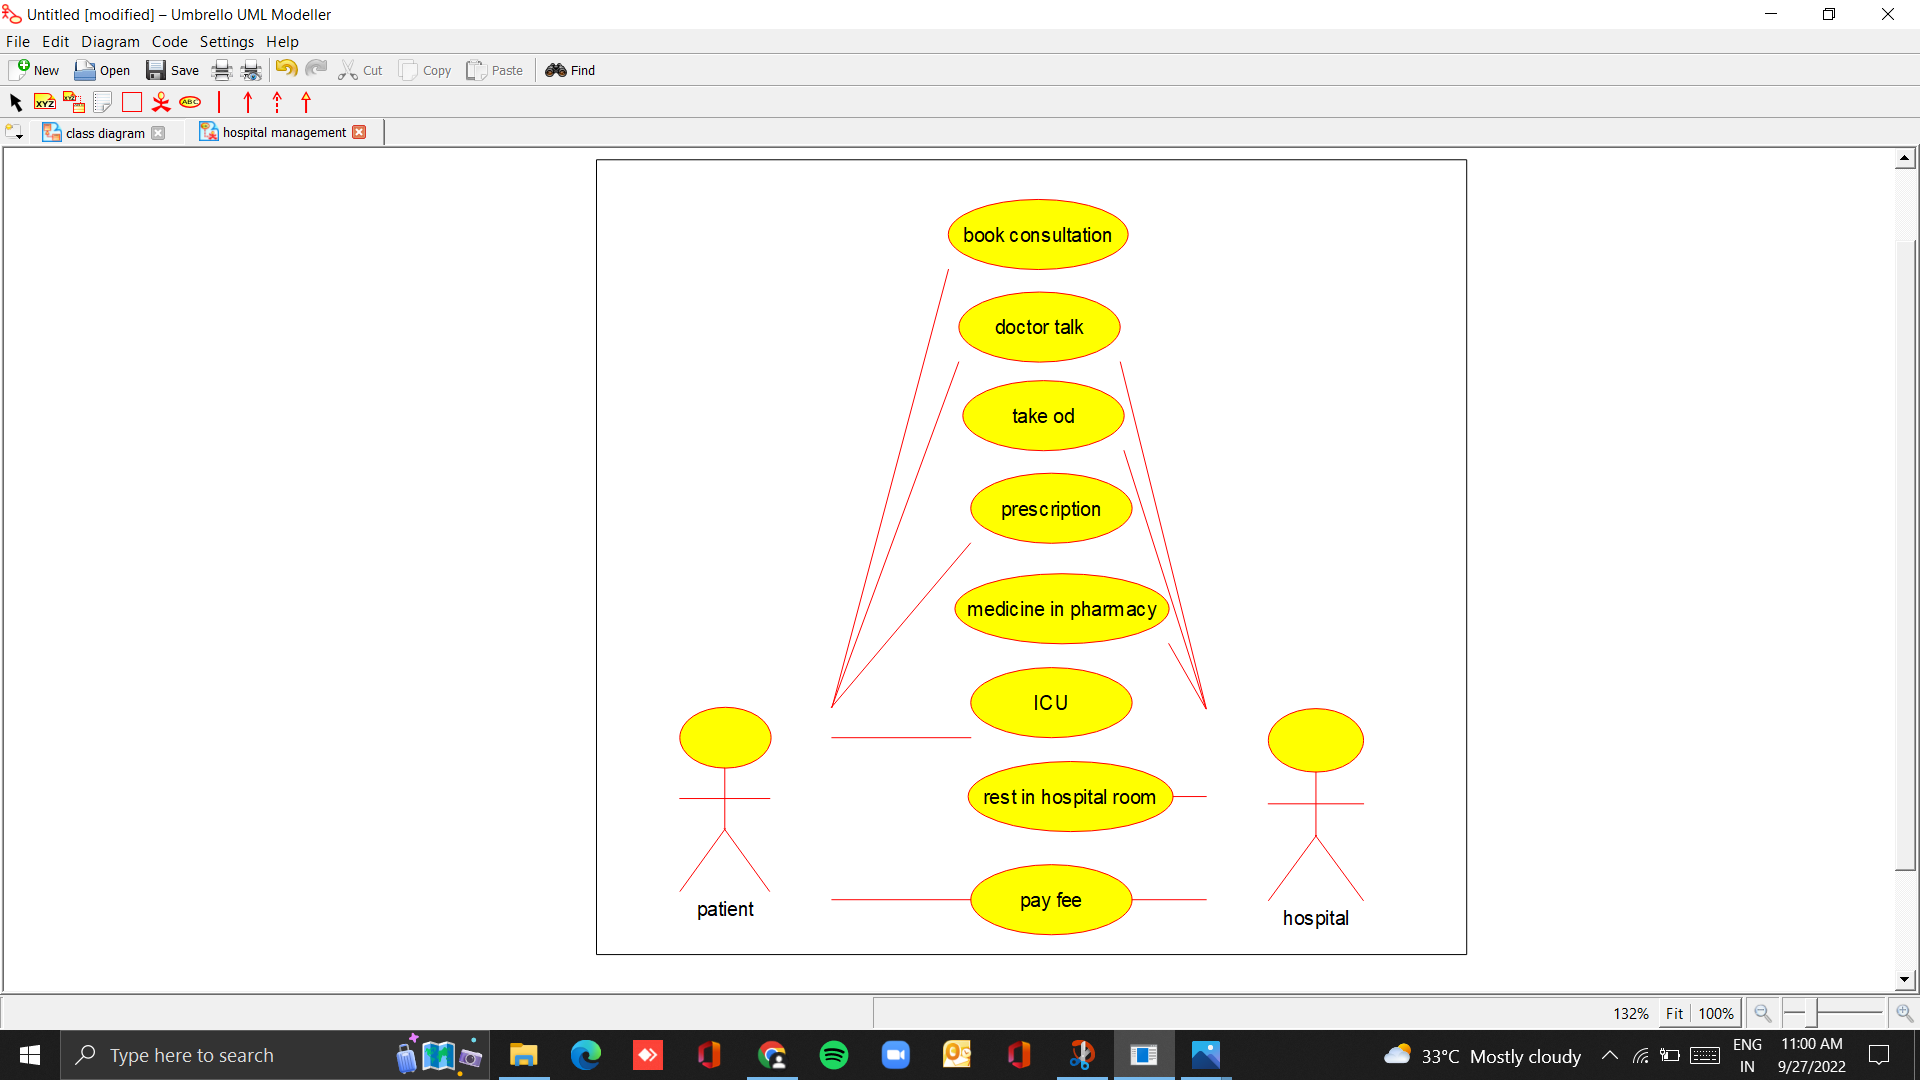 Untitled [modified] – Umbrello UML Modeller
File Edit Diagram Code Settings Help
New Open Save Cut Copy Paste Find
XYZ XYZ ABC
class diagram hospital management
book consultation
doctor talk
take od
prescription
medicine in pharmacy
ICU
rest in hospital room
pay fee
patient
hospital
132% Fit 100%
Type here to search
33°C Mostly cloudy
ENG
IN
11:00 AM
9/27/2022